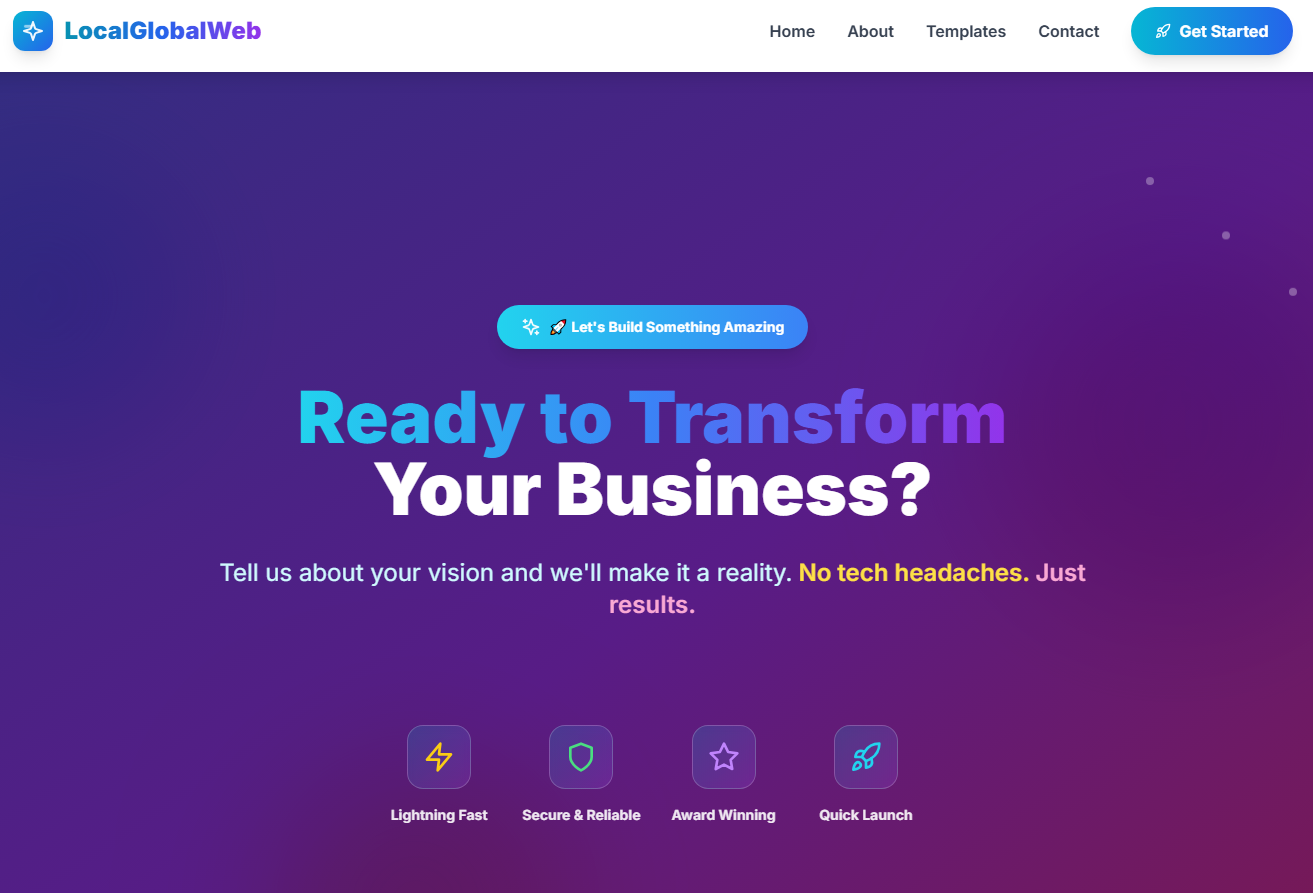 LocalGlobalWeb
Home
About
Templates
Contact
Get Started
🚀 Let's Build Something Amazing
Ready to Transform
Your Business?
Tell us about your vision and we'll make it a reality. No tech headaches. Just
results.
Lightning Fast
Secure & Reliable
Award Winning
Quick Launch